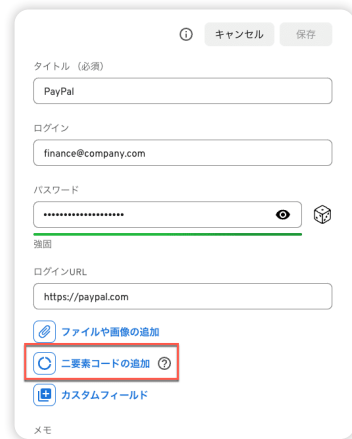 キャンセル
保存
タイトル（必須）
PayPal
ログイン
finance@company.com
パスワード
••••••••••••••••••••
強固
ログインURL
https://paypal.com
ファイルや画像の追加
二要素コードの追加
カスタムフィールド
メモ